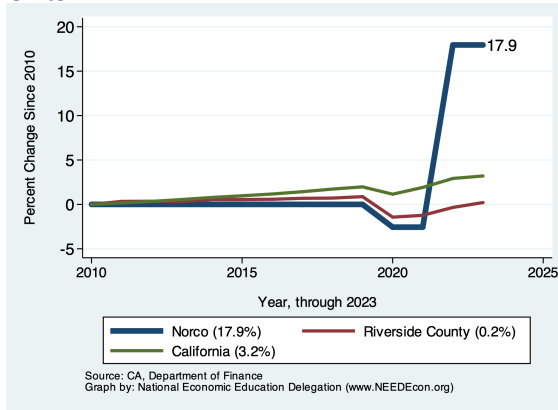 20
15
10
5
0
-5
Percent Change Since 2010
17.9
2010 2015 2020 2025
Year, through 2023
Norco (17.9%) Riverside County (0.2%)
California (3.2%)
Source: CA, Department of Finance
Graph by: National Economic Education Delegation (www.NEEDEcon.org)